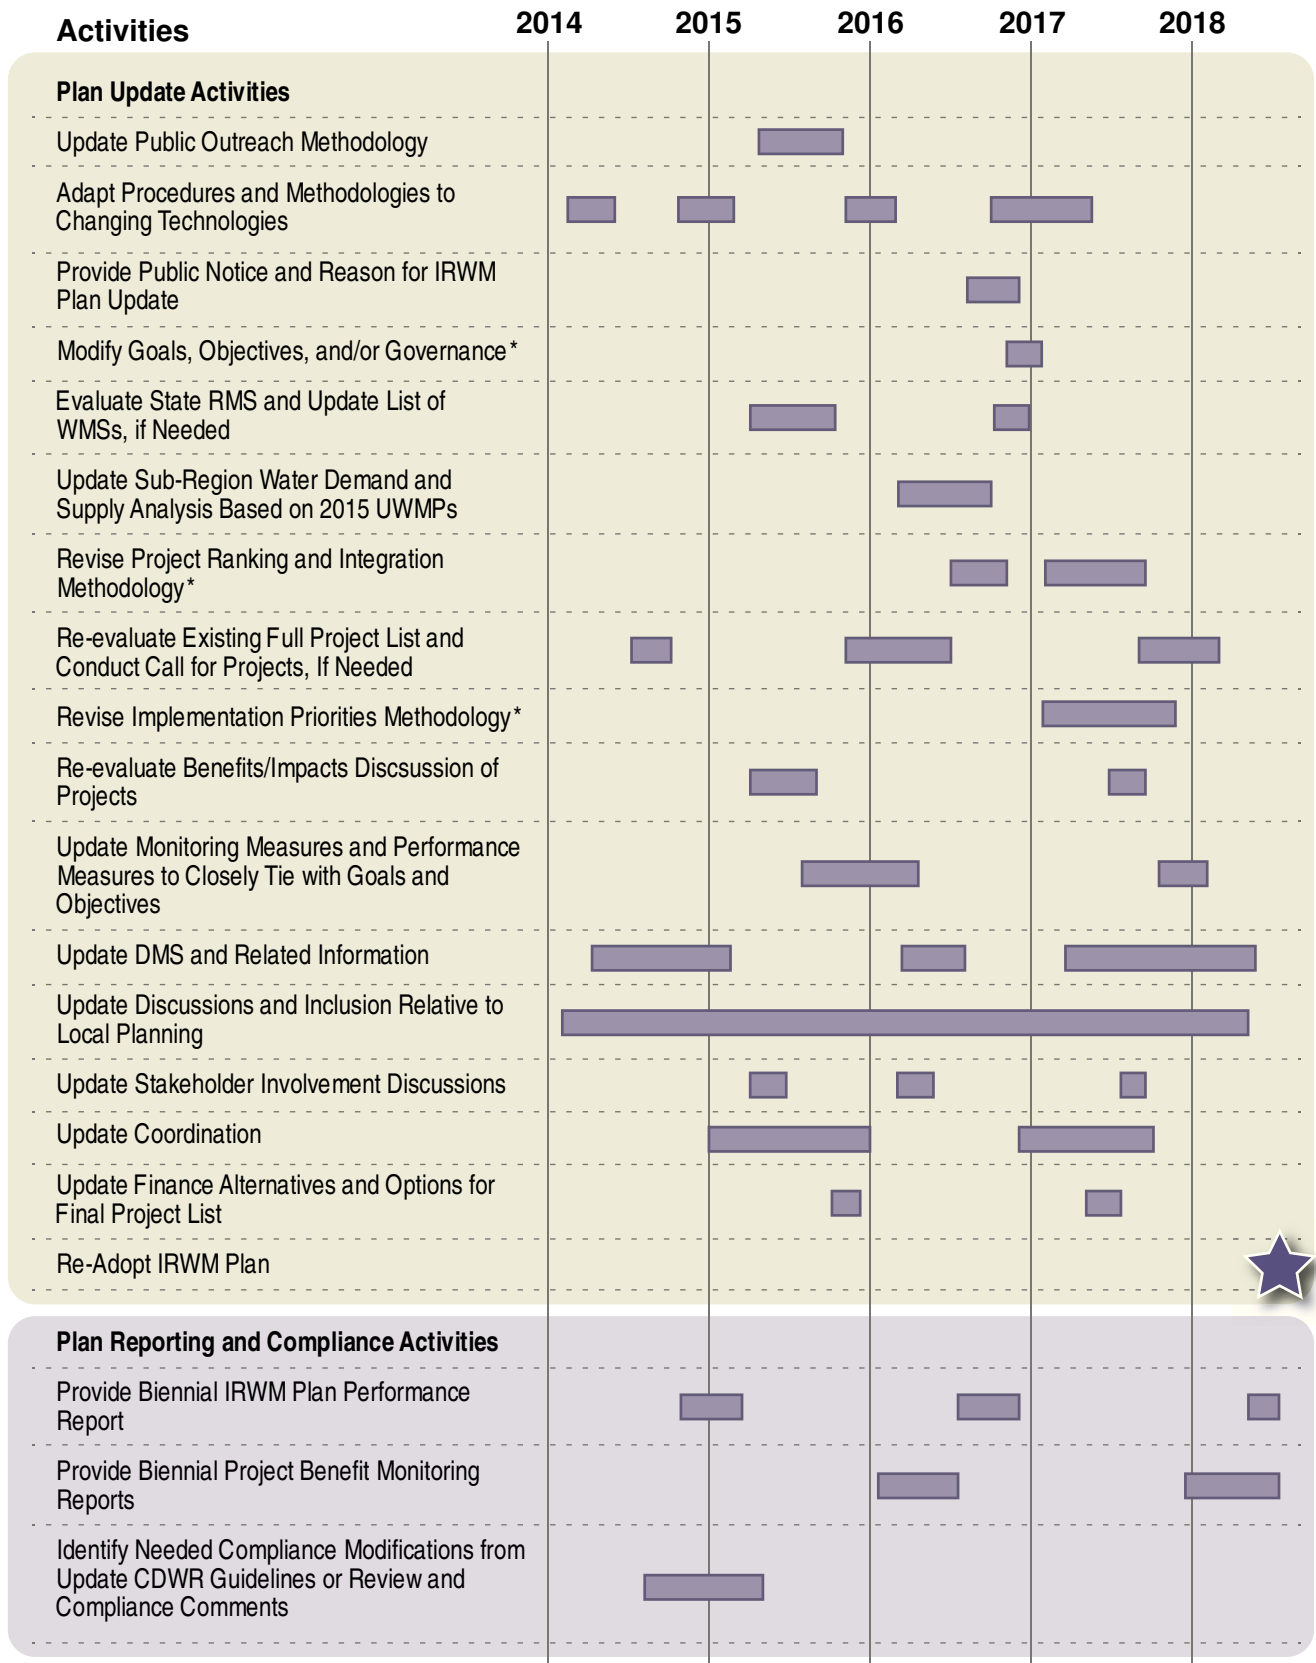 Activities 2014 2015 2016 2017 2018
Plan Update Activities
Update Public Outreach Methodology
Adapt Procedures and Methodologies to
Changing Technologies
Provide Public Notice and Reason for IRWM
Plan Update
Modify Goals, Objectives, and/or Governance*
Evaluate State RMS and Update List of
WMSs, if Needed
Update Sub-Region Water Demand and
Supply Analysis Based on 2015 UWMPs
Revise Project Ranking and Integration
Methodology*
Re-evaluate Existing Full Project List and
Conduct Call for Projects, If Needed
Revise Implementation Priorities Methodology*
Re-evaluate Benefits/Impacts Discsussion of
Projects
Update Monitoring Measures and Performance
Measures to Closely Tie with Goals and
Objectives
Update DMS and Related Information
Update Discussions and Inclusion Relative to
Local Planning
Update Stakeholder Involvement Discussions
Update Coordination
Update Finance Alternatives and Options for
Final Project List
Re-Adopt IRWM Plan
Plan Reporting and Compliance Activities
Provide Biennial IRWM Plan Performance
Report
Provide Biennial Project Benefit Monitoring
Reports
Identify Needed Compliance Modifications from
Update CDWR Guidelines or Review and
Compliance Comments